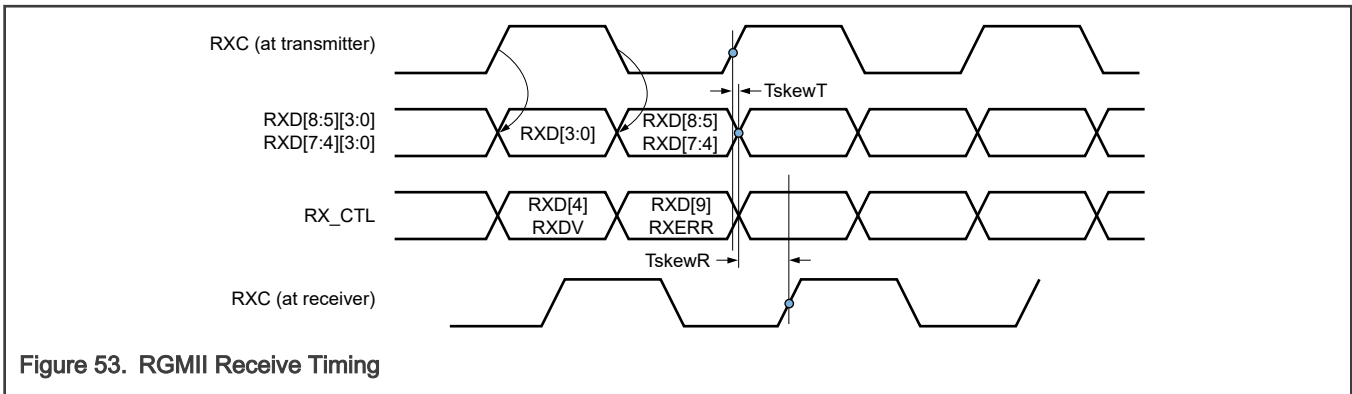 RXC (at transmitter)
TskewT
RXD[8:5][3:0]
RXD[7:4][3:0]
RXD[3:0]
RXD[8:5]
RXD[7:4]
RX_CTL
RXD[4]
RXDV
RXD[9]
RXERR
TskewR
RXC (at receiver)
Figure 53. RGMII Receive Timing